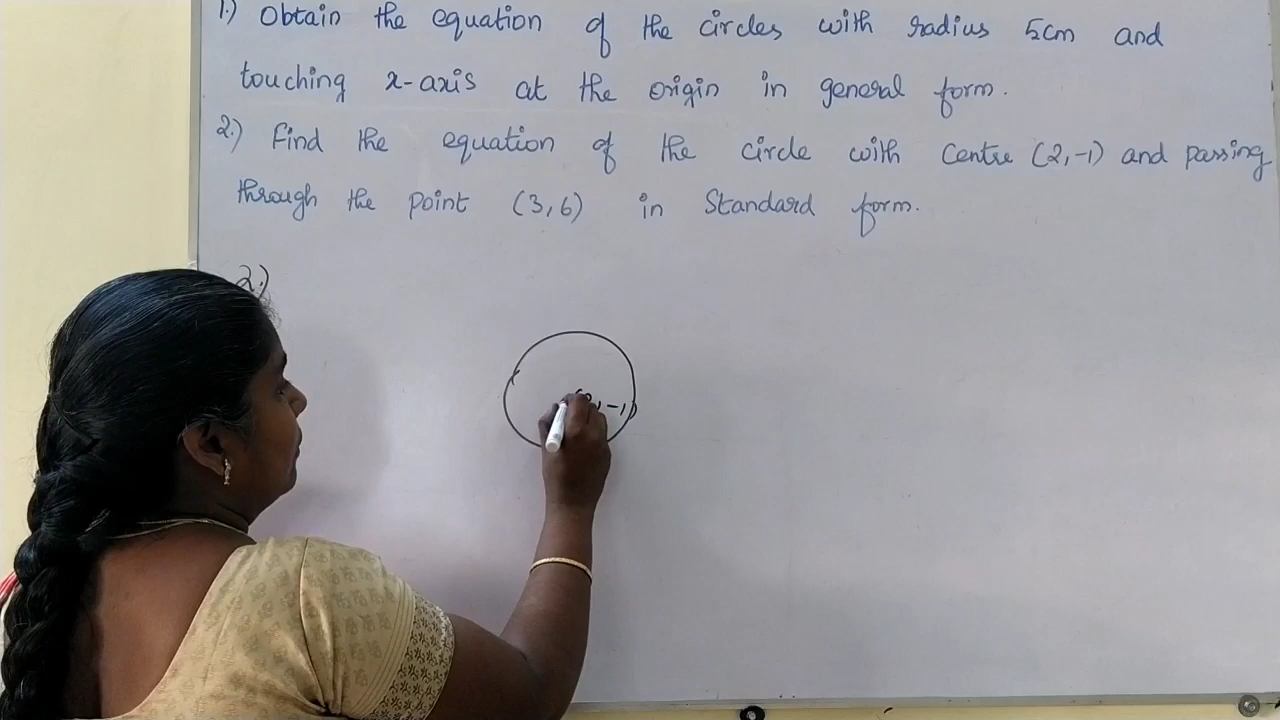 1.) Obtain the equation of the circles with radius 5cm and
touching x-axis at the origin in general form.
2.) Find the equation of the circle with centre (2,-1) and passing
through the point (3,6) in Standard form.
2.)
(2,-1)